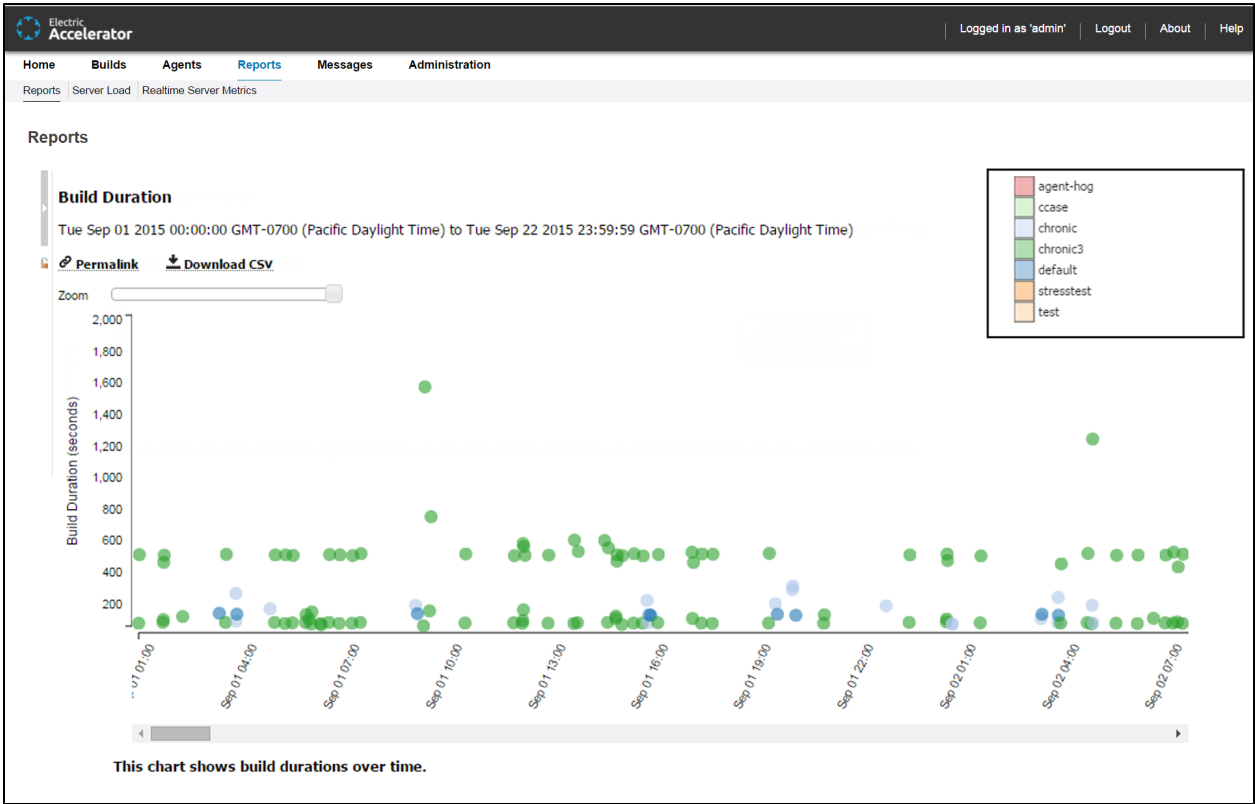 Electric
Accelerator
Logged in as 'admin' Logout About Help
Home Builds Agents Reports Messages Administration
Reports Server Load Realtime Server Metrics
Reports
Build Duration
Tue Sep 01 2015 00:00:00 GMT-0700 (Pacific Daylight Time) to Tue Sep 22 2015 23:59:59 GMT-0700 (Pacific Daylight Time)
Permalink Download CSV
Zoom
agent-hog
ccase
chronic
chronic3
default
stresstest
test
Build Duration (seconds)
2,000
1,800
1,600
1,400
1,200
1,000
800
600
400
200
01 01:00
Sep 01 04:00
Sep 01 07:00
Sep 01 10:00
Sep 01 13:00
Sep 01 16:00
Sep 01 19:00
Sep 01 22:00
Sep 02 01:00
Sep 02 04:00
Sep 02 07:00
This chart shows build durations over time.